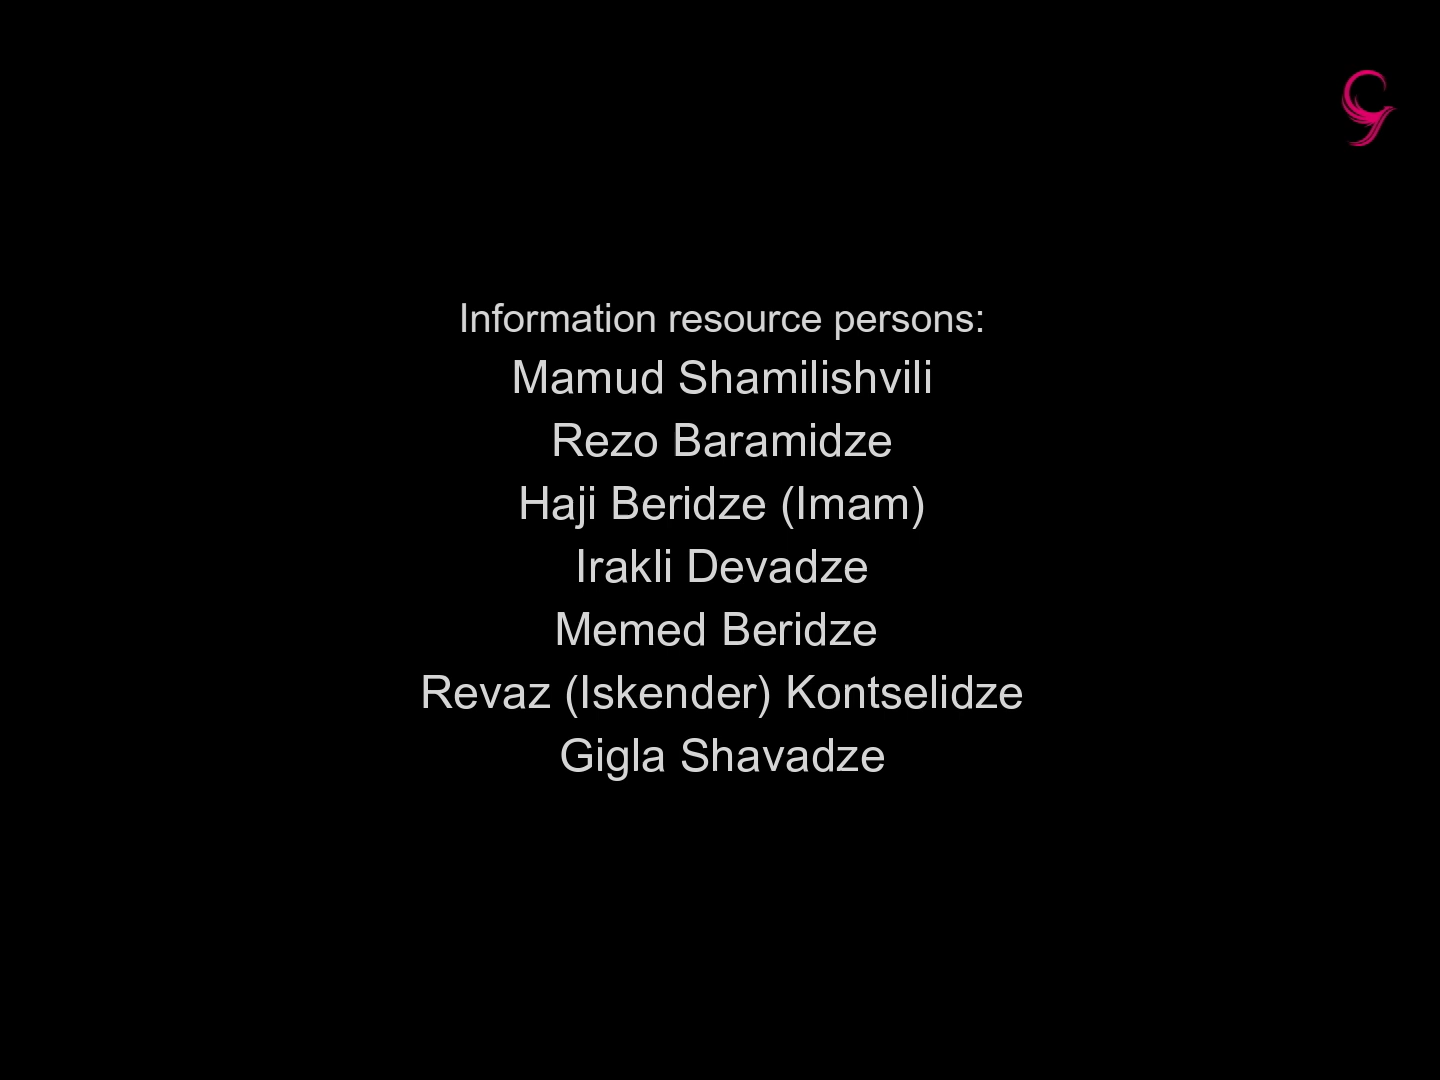 Information resource persons:
Mamud Shamilishvili
Rezo Baramidze
Haji Beridze (Imam)
Irakli Devadze
Memed Beridze
Revaz (Iskender) Kontselidze
Gigla Shavadze